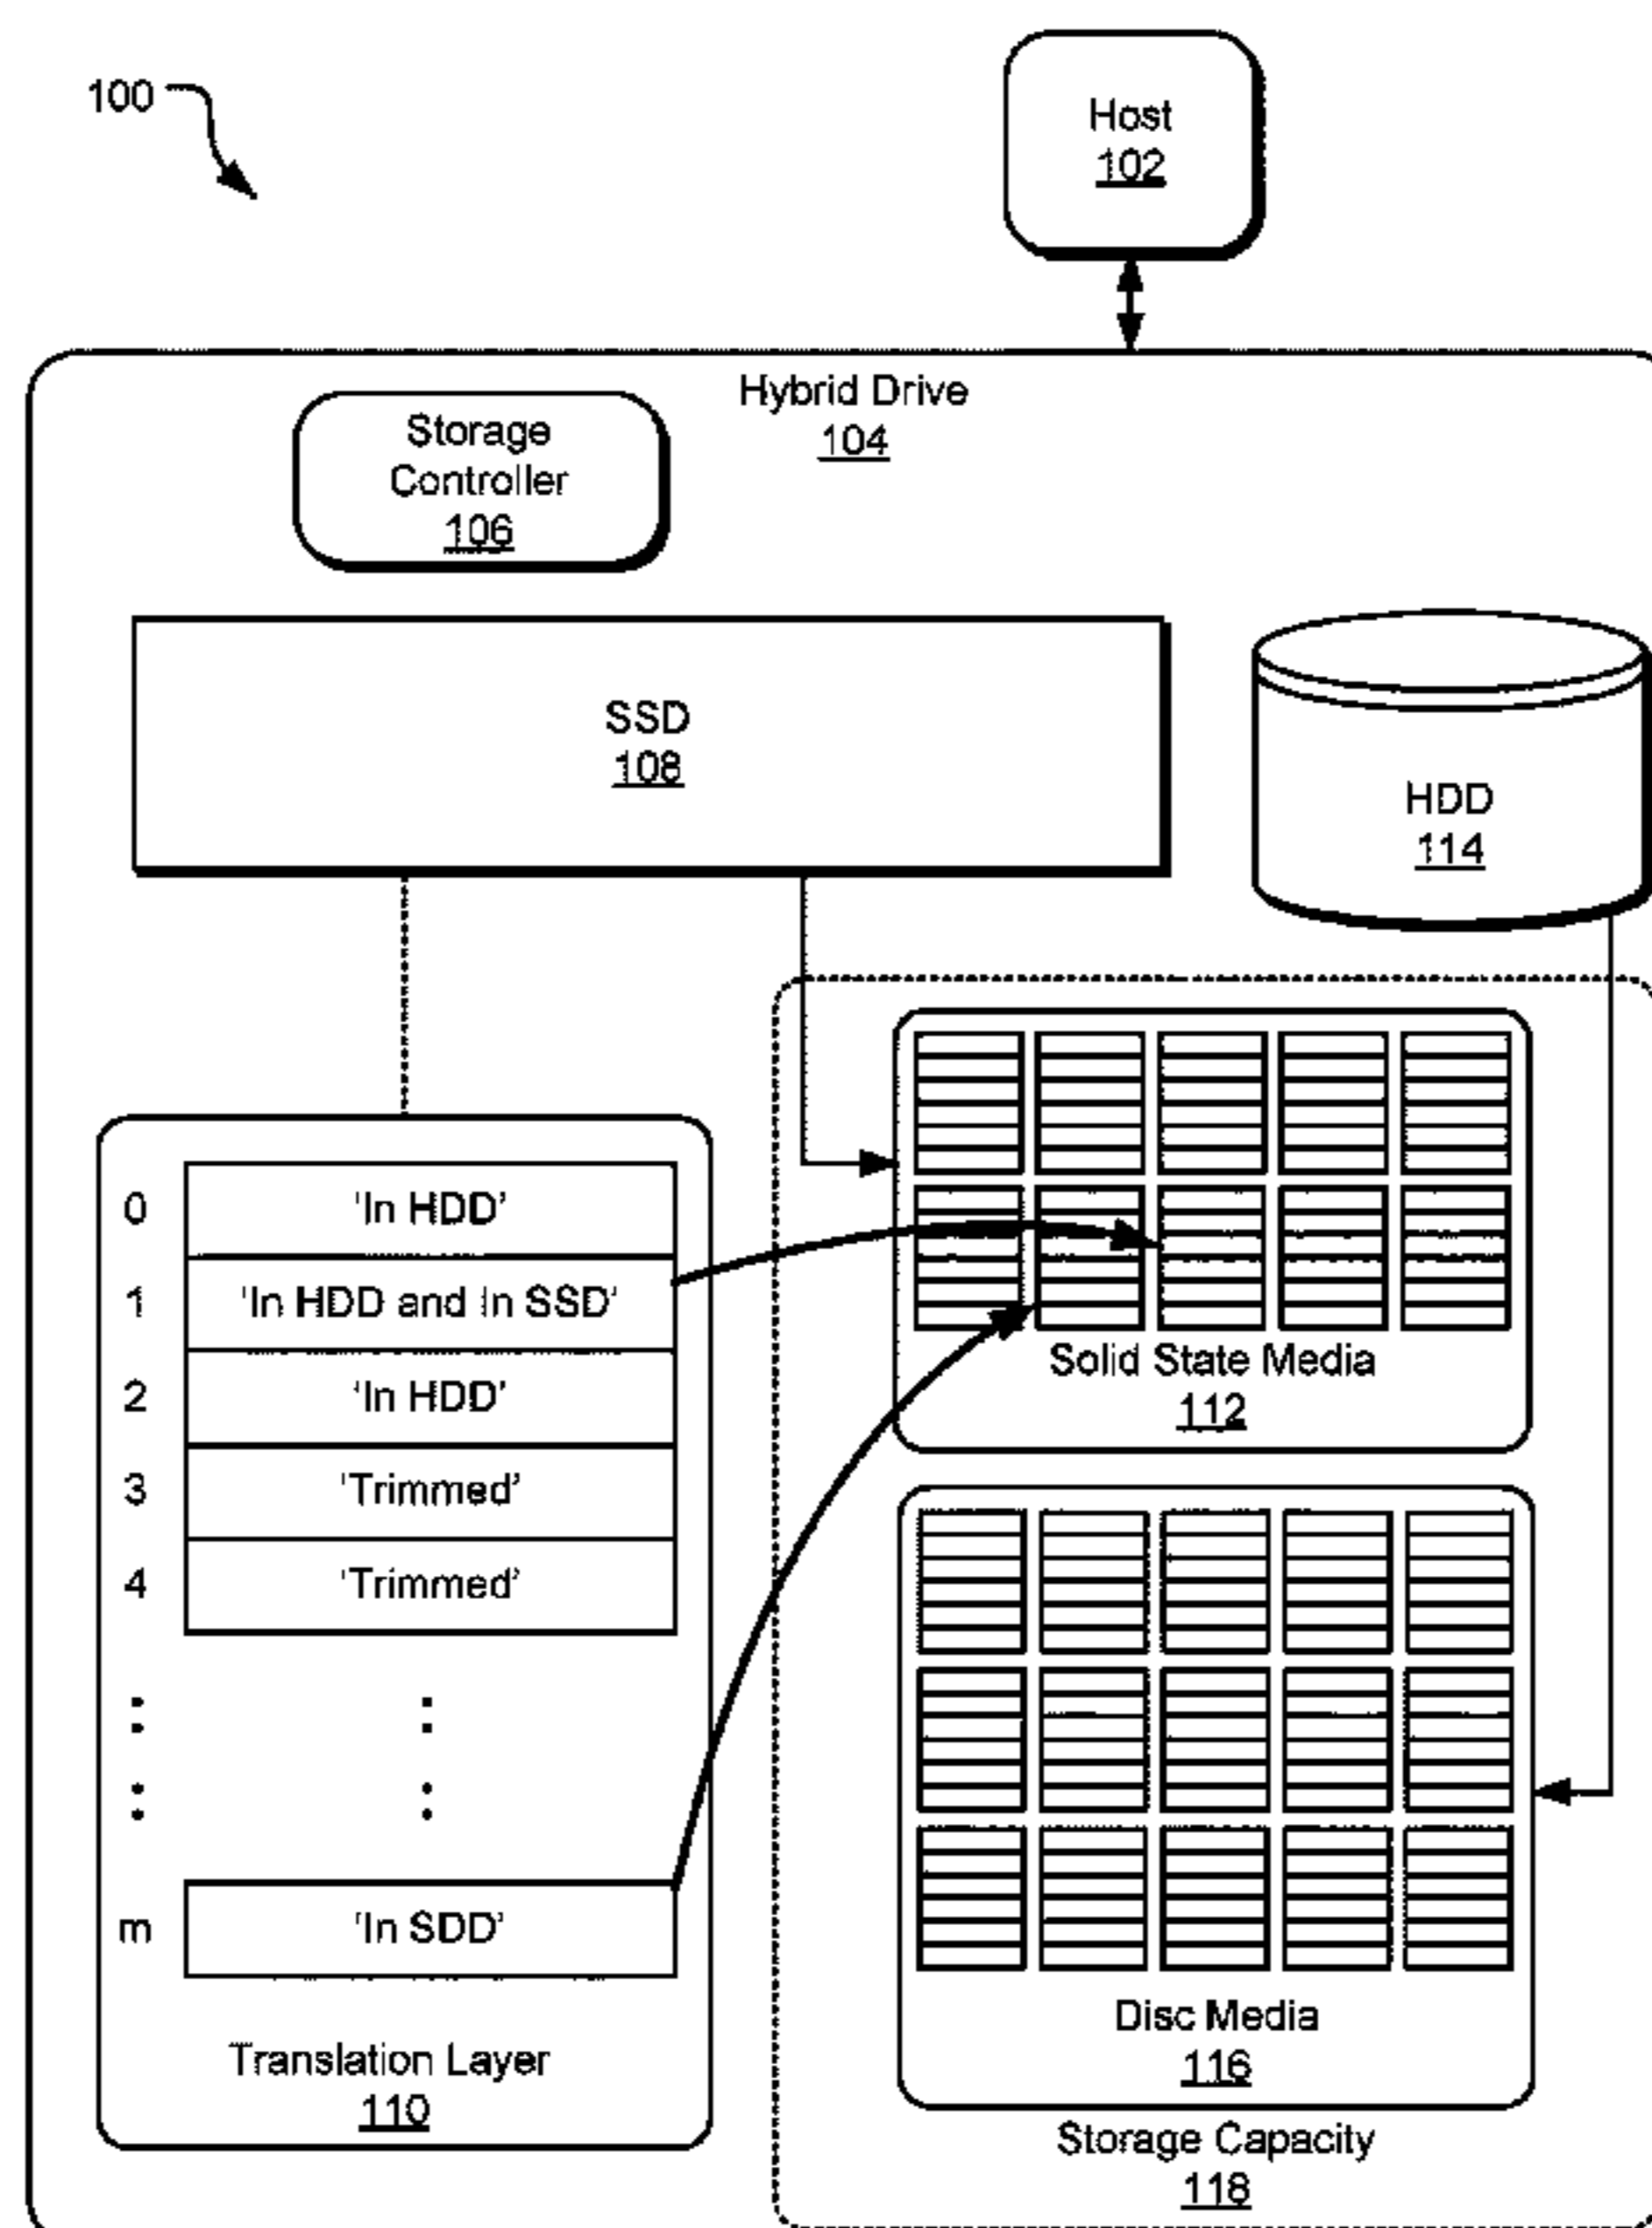 100
Host
102
Hybrid Drive
104
Storage
Controller
106
SSD
108
HDD
114
0 'In HDD'
1 'In HDD and In SSD'
2 'In HDD'
3 'Trimmed'
4 'Trimmed'
m 'In SDD'
Translation Layer
110
Solid State Media
112
Disc Media
116
Storage Capacity
118